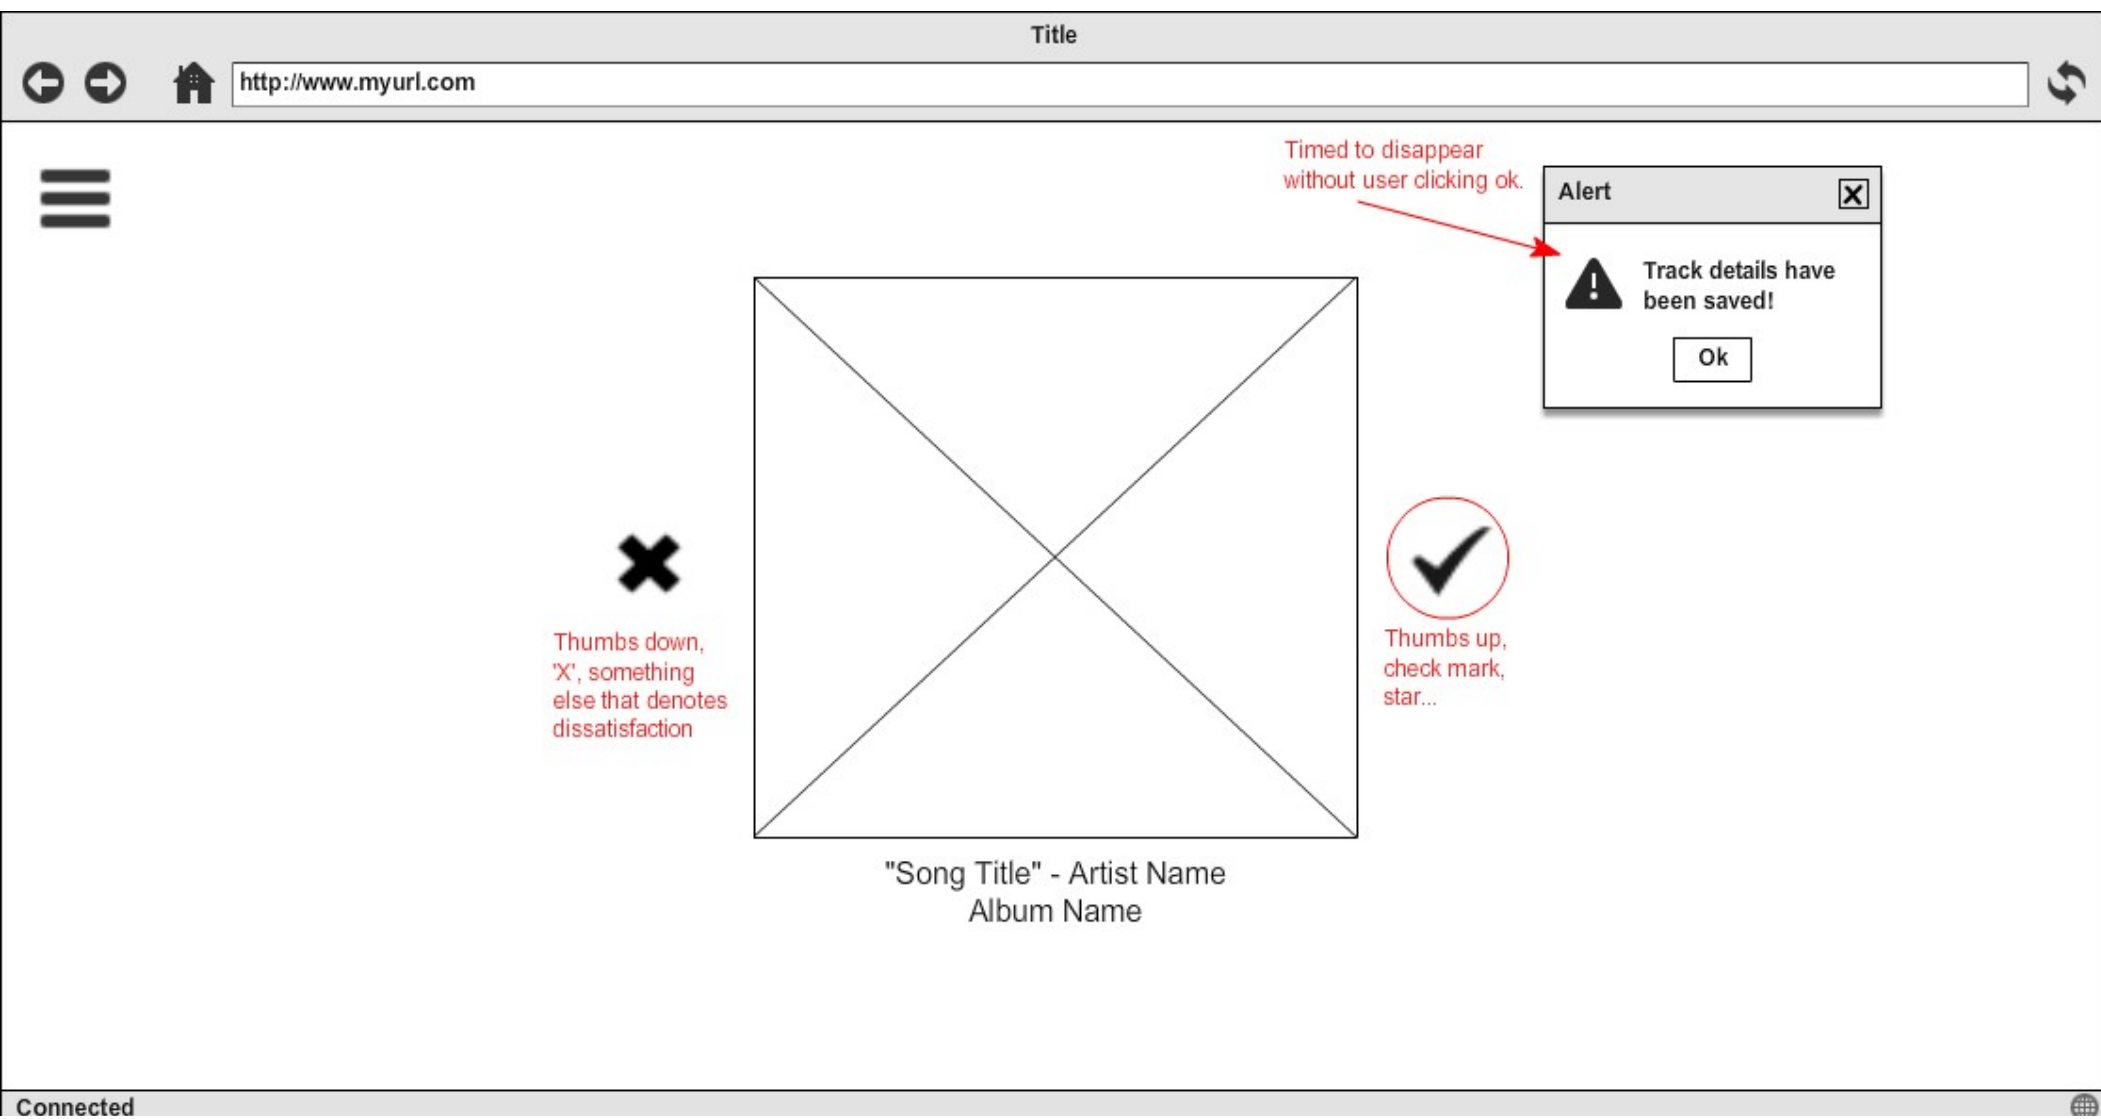 Title
http://www.myurl.com
Timed to disappear
without user clicking ok.
Alert
Track details have
been saved!
Ok
Thumbs down,
'X', something
else that denotes
dissatisfaction
Thumbs up,
check mark,
star...
"Song Title" - Artist Name
Album Name
Connected